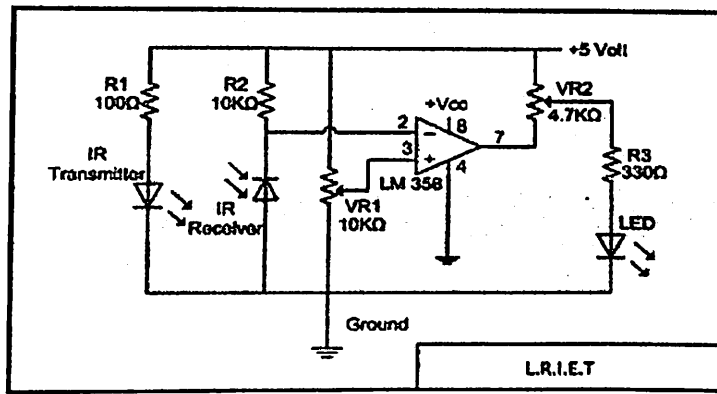 +5 Volt
R1
100Ω
R2
10KΩ
+Vcc
VR2
4.7KΩ
2
8
3
7
4
R3
330Ω
IR
Transmitter
IR
Receiver
VR1
10KΩ
LM 358
LED
Ground
L.R.I.E.T